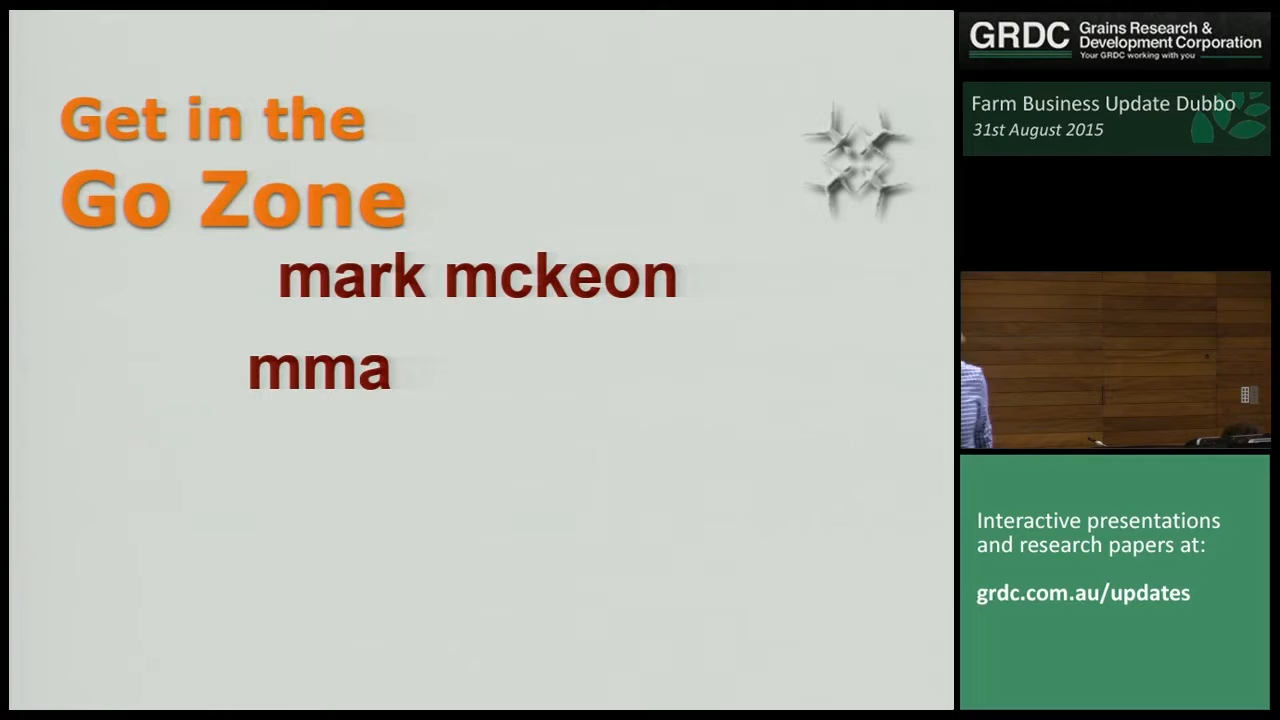 Get in the
Go Zone
mark mckeon
mma
GRDC
Grains Research &
Development Corporation
Your GRDC working with you
Farm Business Update Dubbo
31st August 2015
Interactive presentations
and research papers at:
grdc.com.au/updates